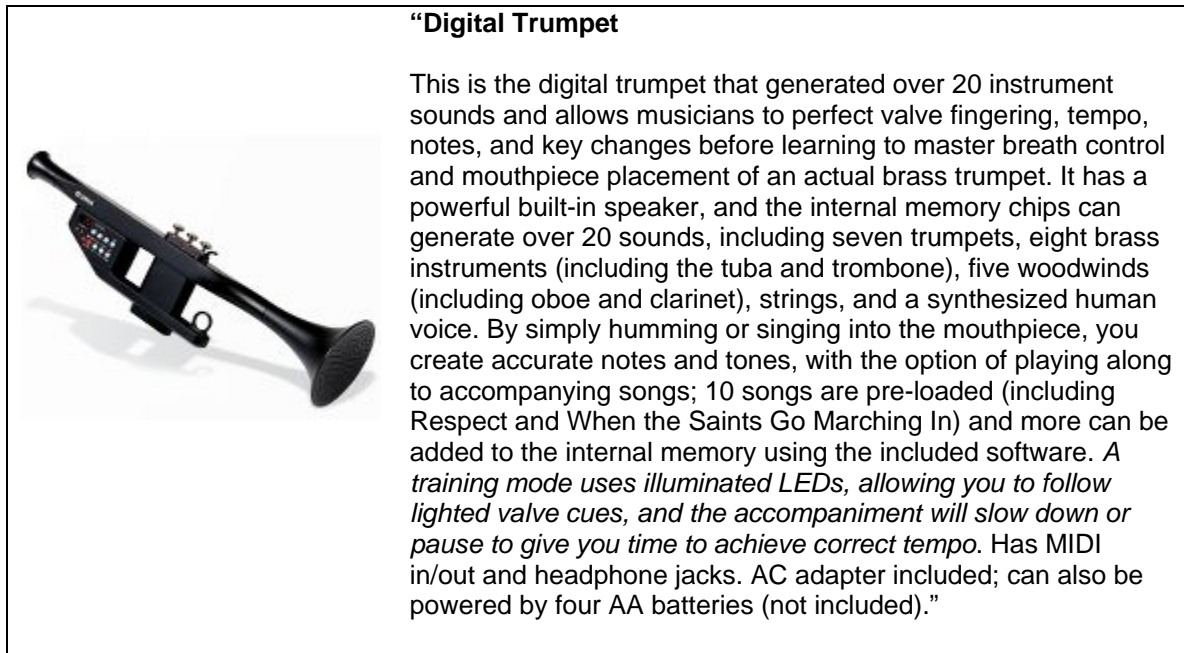 “Digital Trumpet
This is the digital trumpet that generated over 20 instrument
sounds and allows musicians to perfect valve fingering, tempo,
notes, and key changes before learning to master breath control
and mouthpiece placement of an actual brass trumpet. It has a
powerful built-in speaker, and the internal memory chips can
generate over 20 sounds, including seven trumpets, eight brass
instruments (including the tuba and trombone), five woodwinds
(including oboe and clarinet), strings, and a synthesized human
voice. By simply humming or singing into the mouthpiece, you
create accurate notes and tones, with the option of playing along
to accompanying songs; 10 songs are pre-loaded (including
Respect and When the Saints Go Marching In) and more can be
added to the internal memory using the included software. A
training mode uses illuminated LEDs, allowing you to follow
lighted valve cues, and the accompaniment will slow down or
pause to give you time to achieve correct tempo. Has MIDI
in/out and headphone jacks. AC adapter included; can also be
powered by four AA batteries (not included).”